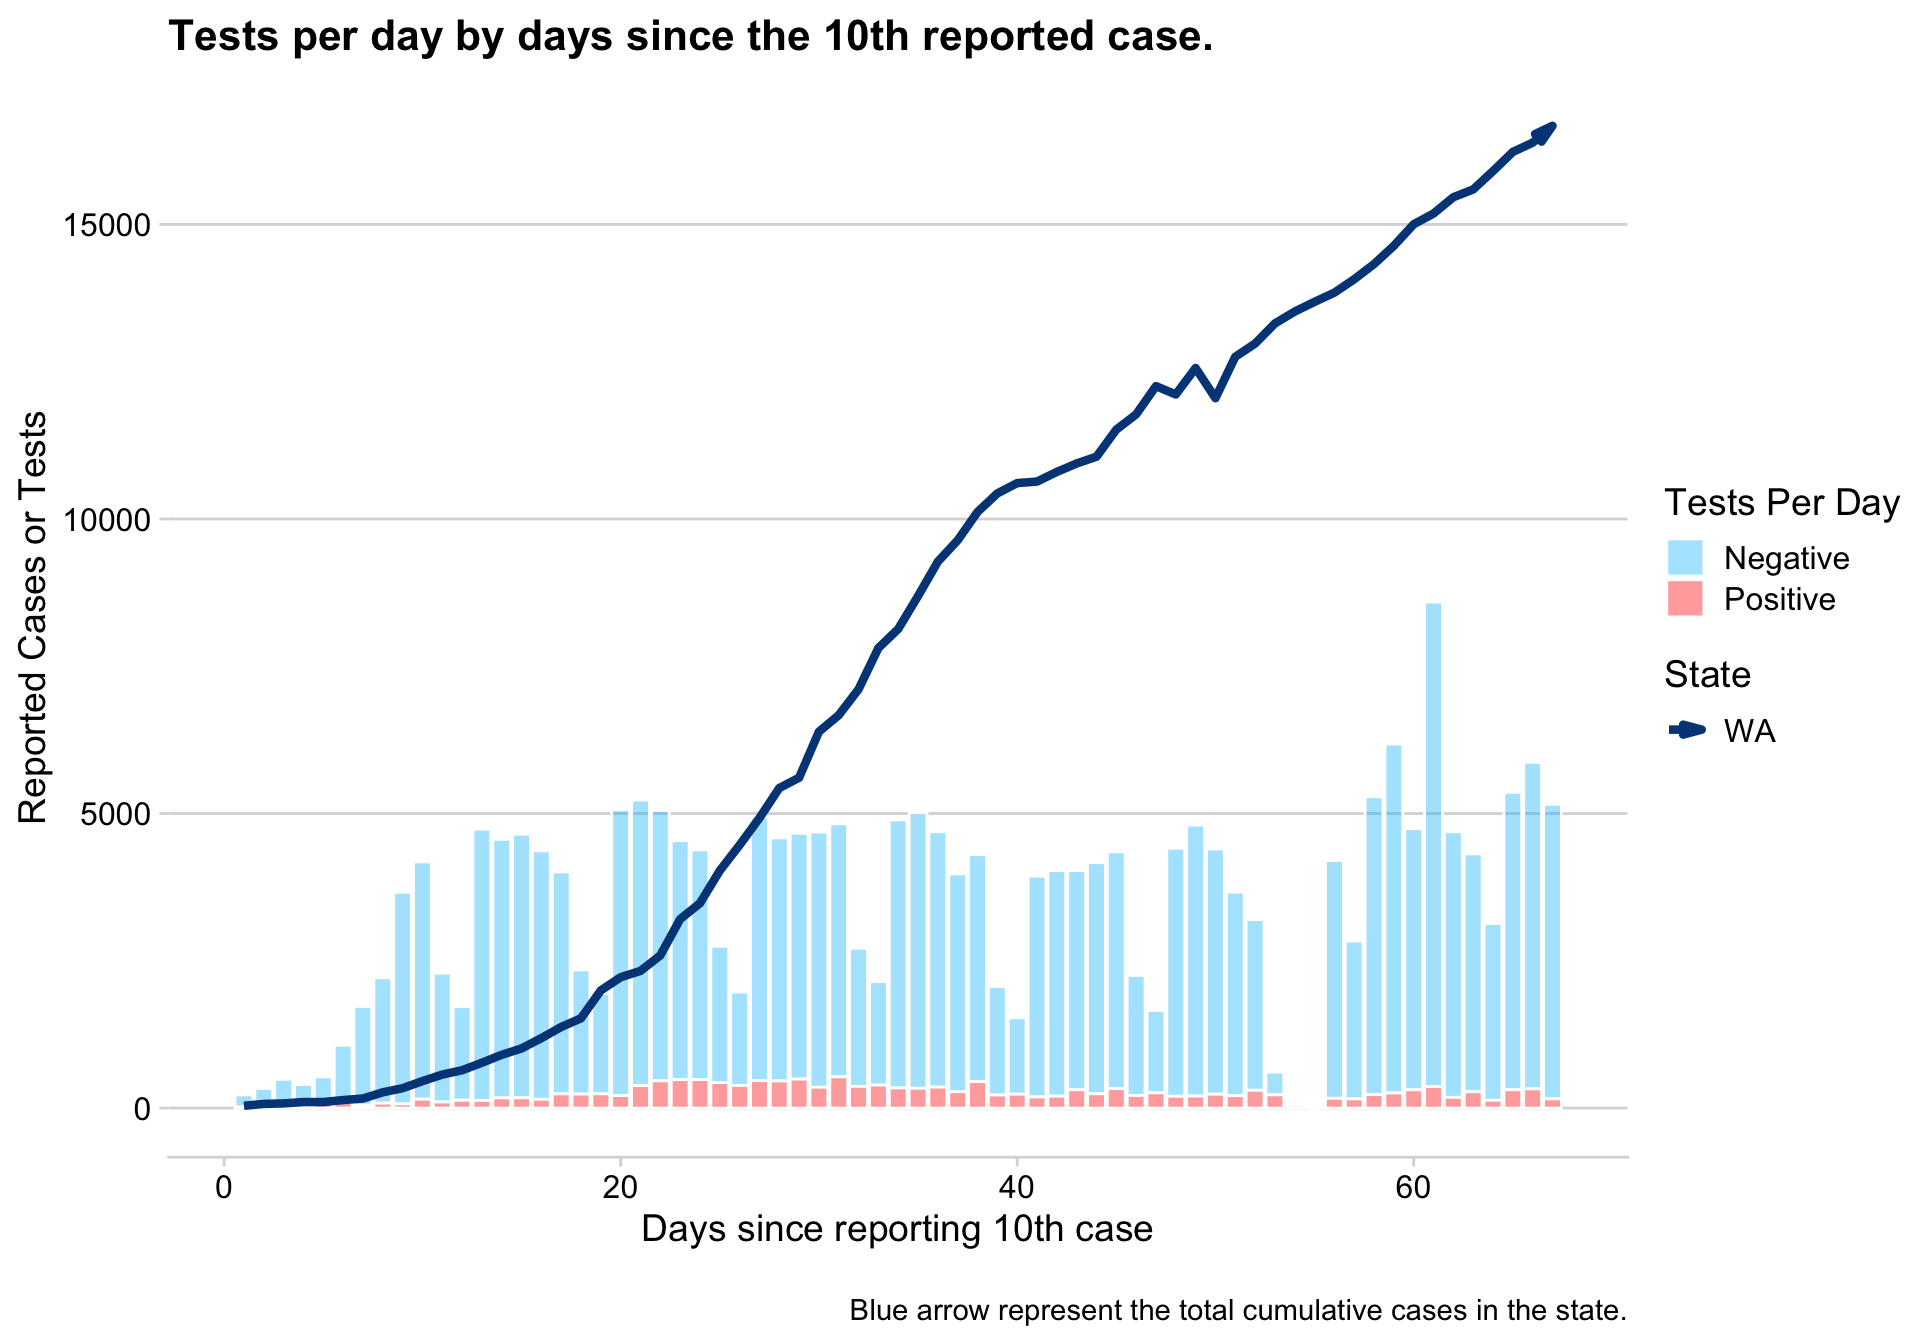 Tests per day by days since the 10th reported case.
Reported Cases or Tests
15000
10000
5000
0
0
20
40
60
Days since reporting 10th case
Tests Per Day
Negative
Positive
State
WA
Blue arrow represent the total cumulative cases in the state.